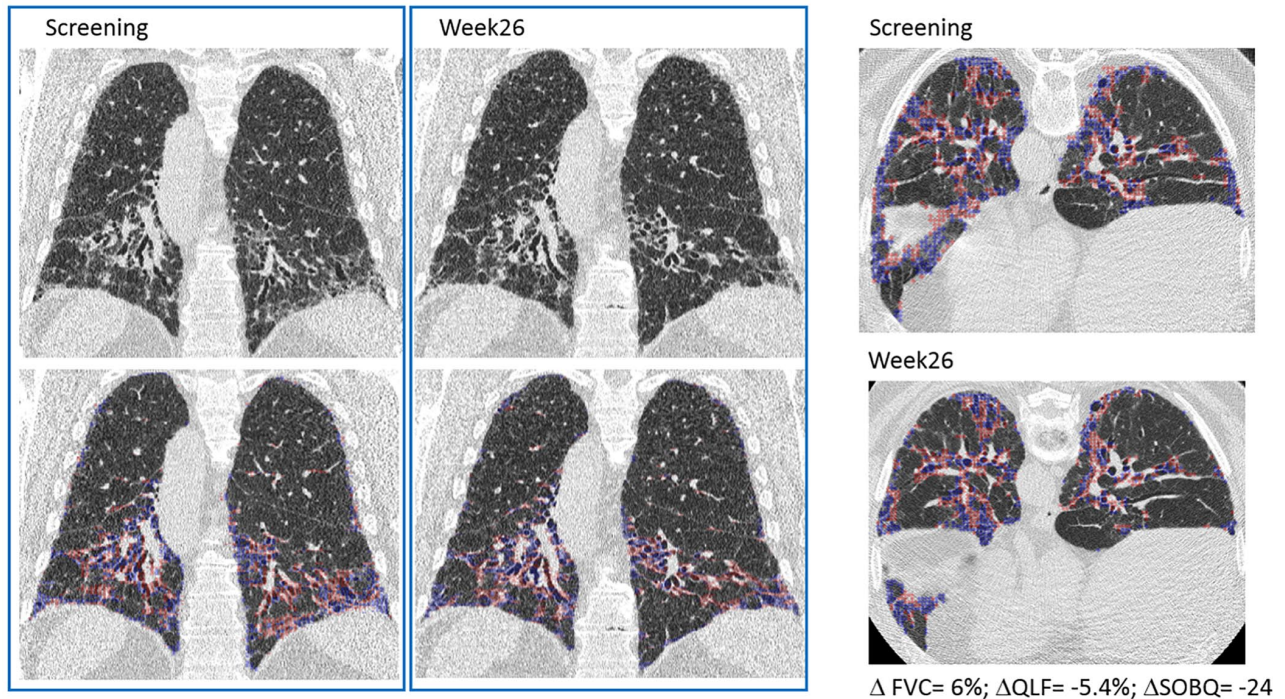 Screening
Week26
Screening
Week26
Δ FVC= 6%; ΔQLF= -5.4%; ΔSOBQ= -24